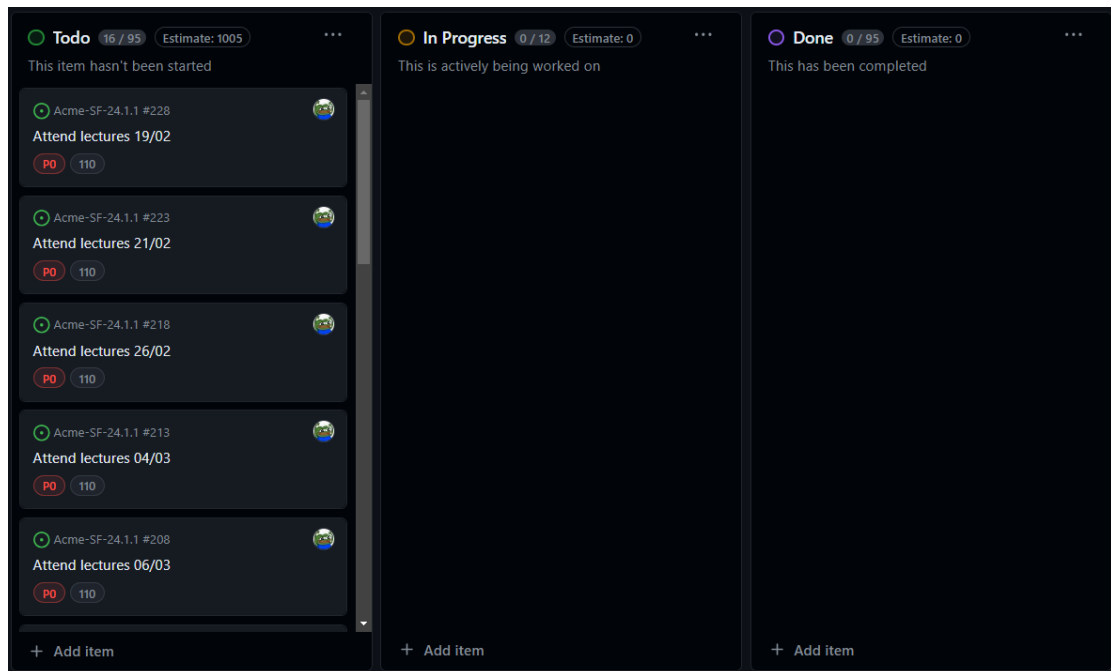 Todo 16 / 95 Estimate: 1005 ...
This item hasn't been started
Acme-SF-24.1.1 #228
Attend lectures 19/02
P0 110
Acme-SF-24.1.1 #223
Attend lectures 21/02
P0 110
Acme-SF-24.1.1 #218
Attend lectures 26/02
P0 110
Acme-SF-24.1.1 #213
Attend lectures 04/03
P0 110
Acme-SF-24.1.1 #208
Attend lectures 06/03
P0 110
+ Add item
In Progress 0 / 12 Estimate: 0 ...
This is actively being worked on
+ Add item
Done 0 / 95 Estimate: 0 ...
This has been completed
+ Add item